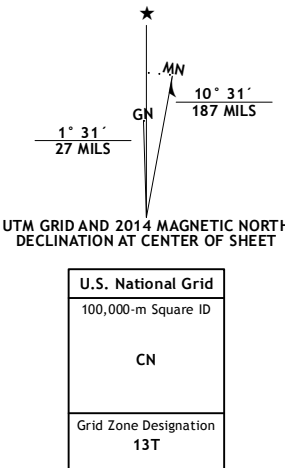 ★
MN
GN
10° 31´
187 MILS
1° 31´
27 MILS
UTM GRID AND 2014 MAGNETIC NORTH
DECLINATION AT CENTER OF SHEET
U.S. National Grid
100,000-m Square ID
CN
Grid Zone Designation
13T